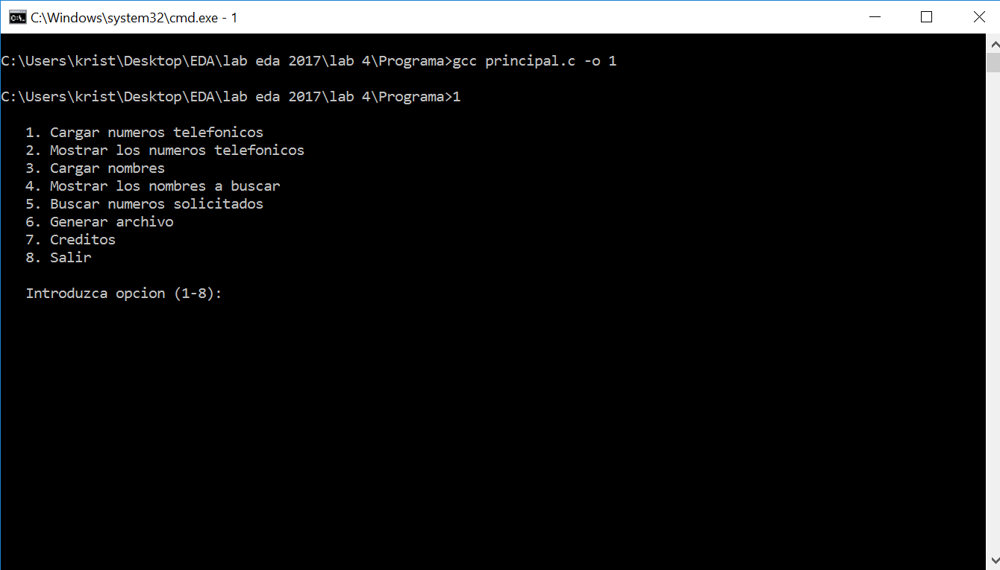 C:\Windows\system32\cmd.exe - 1
C:\Users\krist\Desktop\EDA\lab eda 2017\lab 4\Programa>gcc principal.c -o 1
C:\Users\krist\Desktop\EDA\lab eda 2017\lab 4\Programa>1
1. Cargar numeros telefonicos
2. Mostrar los numeros telefonicos
3. Cargar nombres
4. Mostrar los nombres a buscar
5. Buscar numeros solicitados
6. Generar archivo
7. Creditos
8. Salir
Introduzca opcion (1-8):